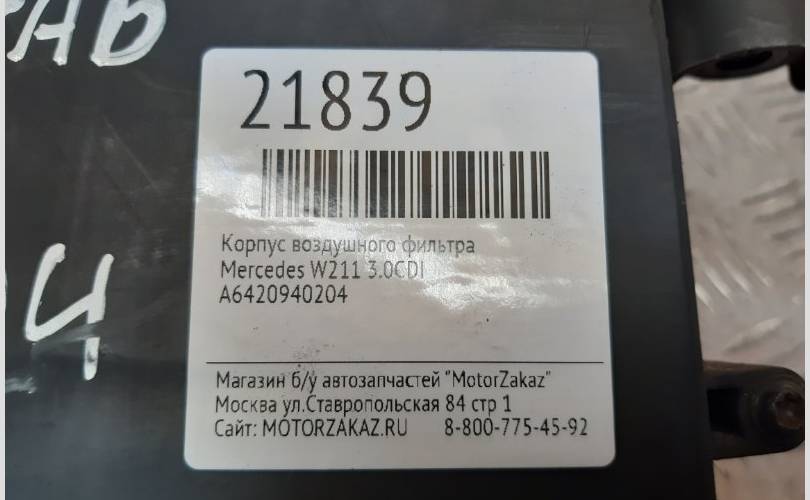 21839
Корпус воздушного фильтра
Mercedes W211 3.0CDI
A6420940204
Магазин б/у автозапчастей "MotorZakaz"
Москва ул.Ставропольская 84 стр 1
Сайт: MOTORZAKAZ.RU 8-800-775-45-92